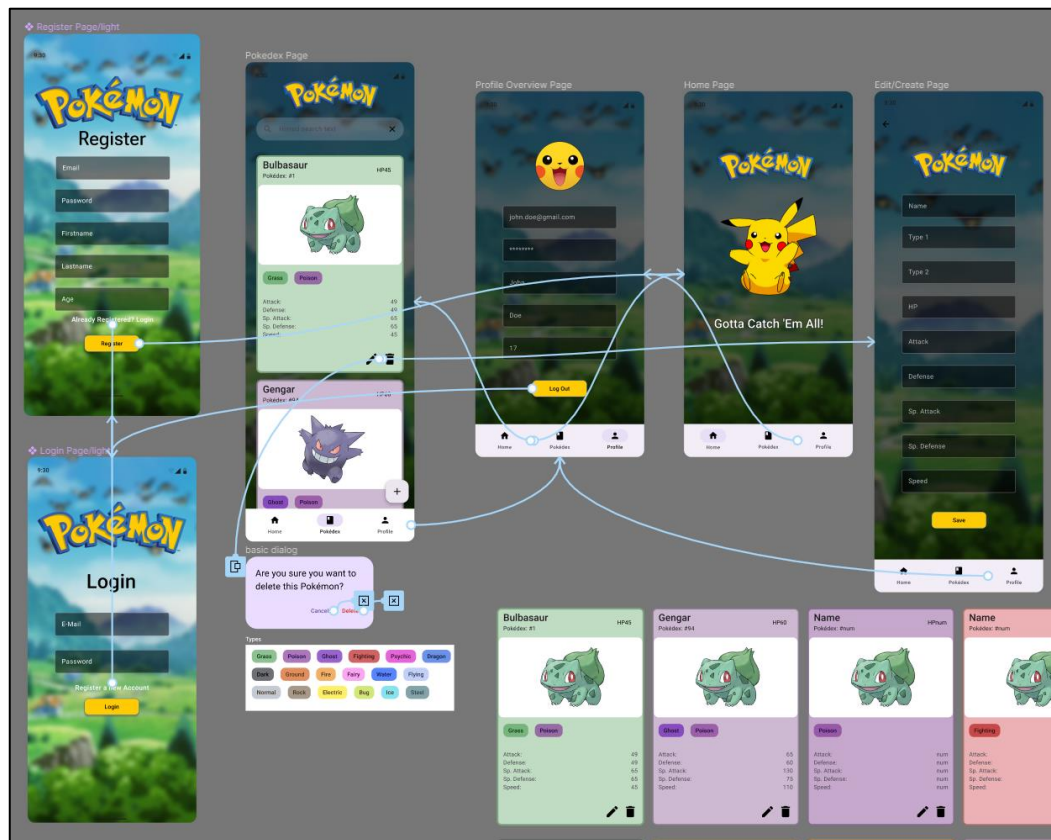 Register Page/light
9:30
POKéMON
Register
Email
Password
Firstname
Lastname
Age
Already Registered? Login
Register
Login Page/light
9:30
POKéMON
Login
E-Mail
Password
Register a new Account
Login
Pokedex Page
POKéMON
Bulbasaur
HP45
Pokédex: #1
Grass Poison
Attack: 49
Defense: 49
Sp. Attack: 65
Sp. Defense: 65
Speed: 45
Gengar
Pokédex: #94
Ghost Poison
+
Home Pokédex Profile
basic dialog
Are you sure you want to
delete this Pokémon?
Cancel Delete
Types
Grass Poison Ghost Fighting Psychic Dragon
Dark Ground Fire Fairy Water Flying
Normal Rock Electric Bug Ice Steel
Profile Overview Page
john.doe@gmail.com
********
John
Doe
17
Log Out
Home Pokédex Profile
Home Page
POKéMON
Gotta Catch 'Em All!
Home Pokédex Profile
Edit/Create Page
9:30
POKéMON
Name
Type 1
Type 2
HP
Attack
Defense
Sp. Attack
Sp. Defense
Speed
Save
Home Pokédex Profile
Bulbasaur
HP45
Pokédex: #1
Grass Poison
Attack: 49
Defense: 49
Sp. Attack: 65
Sp. Defense: 65
Speed: 45
Gengar
HP60
Pokédex: #94
Ghost Poison
Attack: 65
Defense: 60
Sp. Attack: 130
Sp. Defense: 75
Speed: 110
Name
HPnum
Pokédex: #num
Poison
Attack: num
Defense: num
Sp. Attack: num
Sp. Defense: num
Speed: num
Name
Pokédex: #num
Fighting
Attack:
Defense:
Sp. Attack:
Sp. Defense:
Speed: